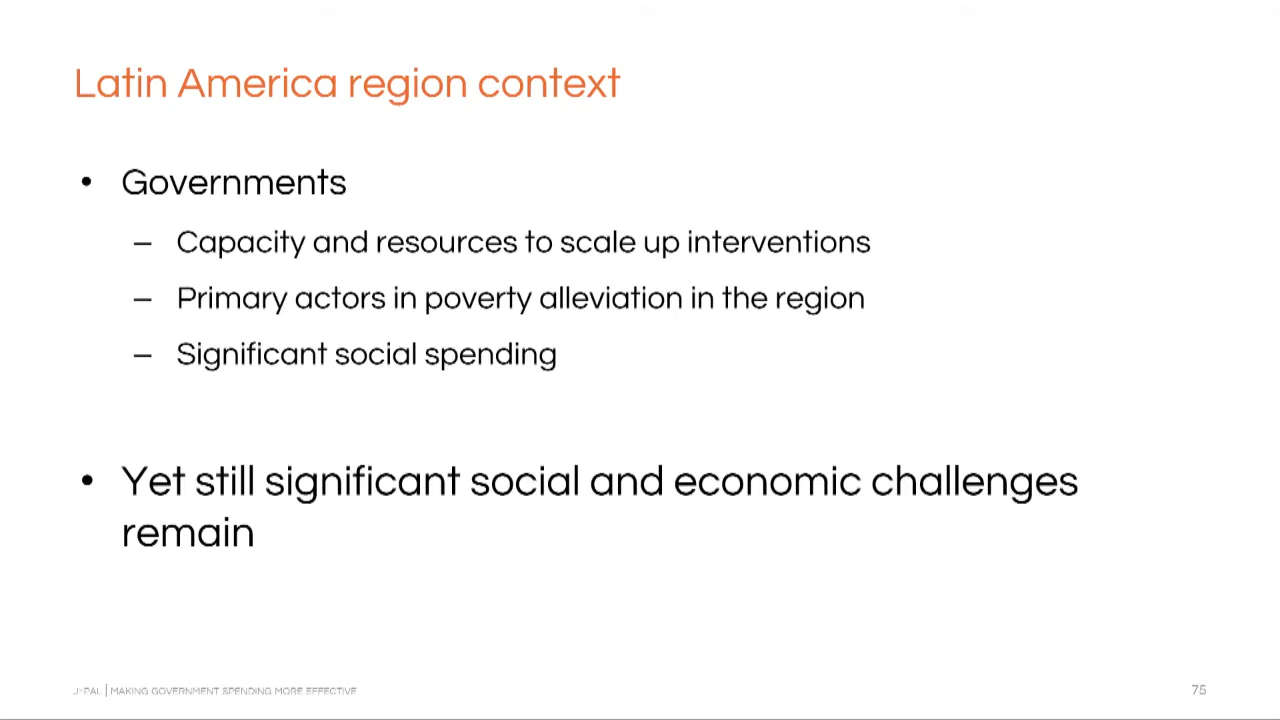 Latin America region context
• Governments
– Capacity and resources to scale up interventions
– Primary actors in poverty alleviation in the region
– Significant social spending
• Yet still significant social and economic challenges
remain
J-PAL | MAKING GOVERNMENT SPENDING MORE EFFECTIVE
75